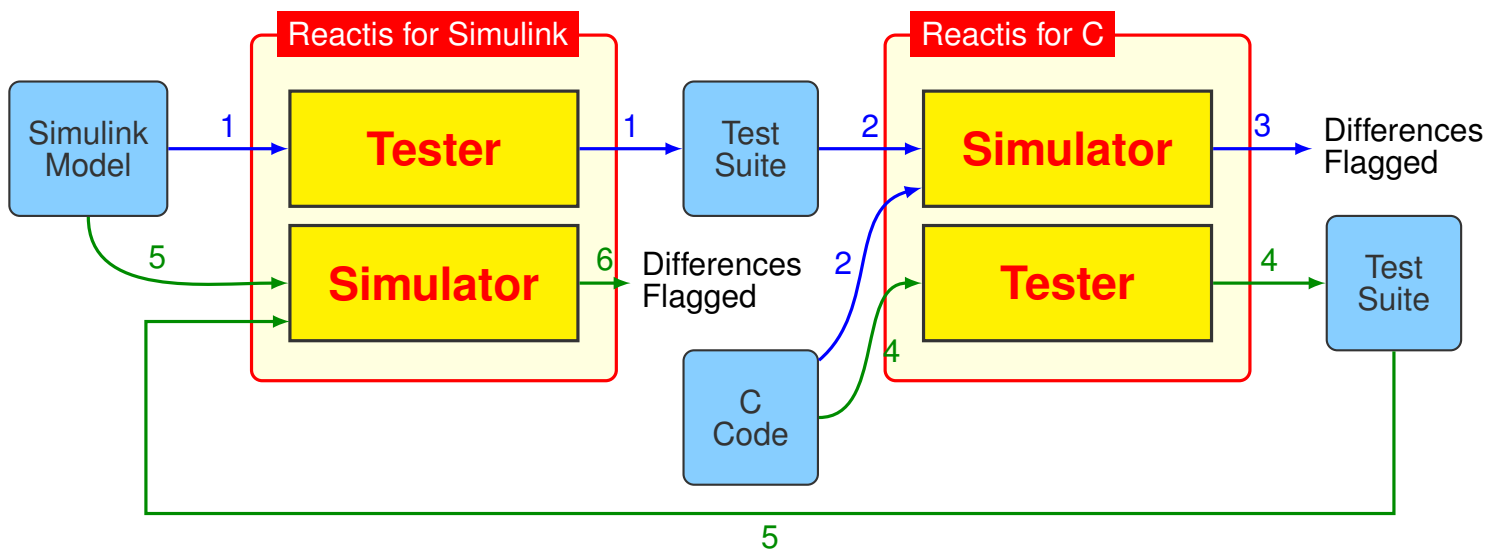 Reactis for Simulink
Reactis for C
Simulink
Model
1
Tester
1
Test
Suite
2
Simulator
3
Differences
Flagged
5
Simulator
6
Differences
Flagged
2
4
Tester
4
Test
Suite
C
Code
5